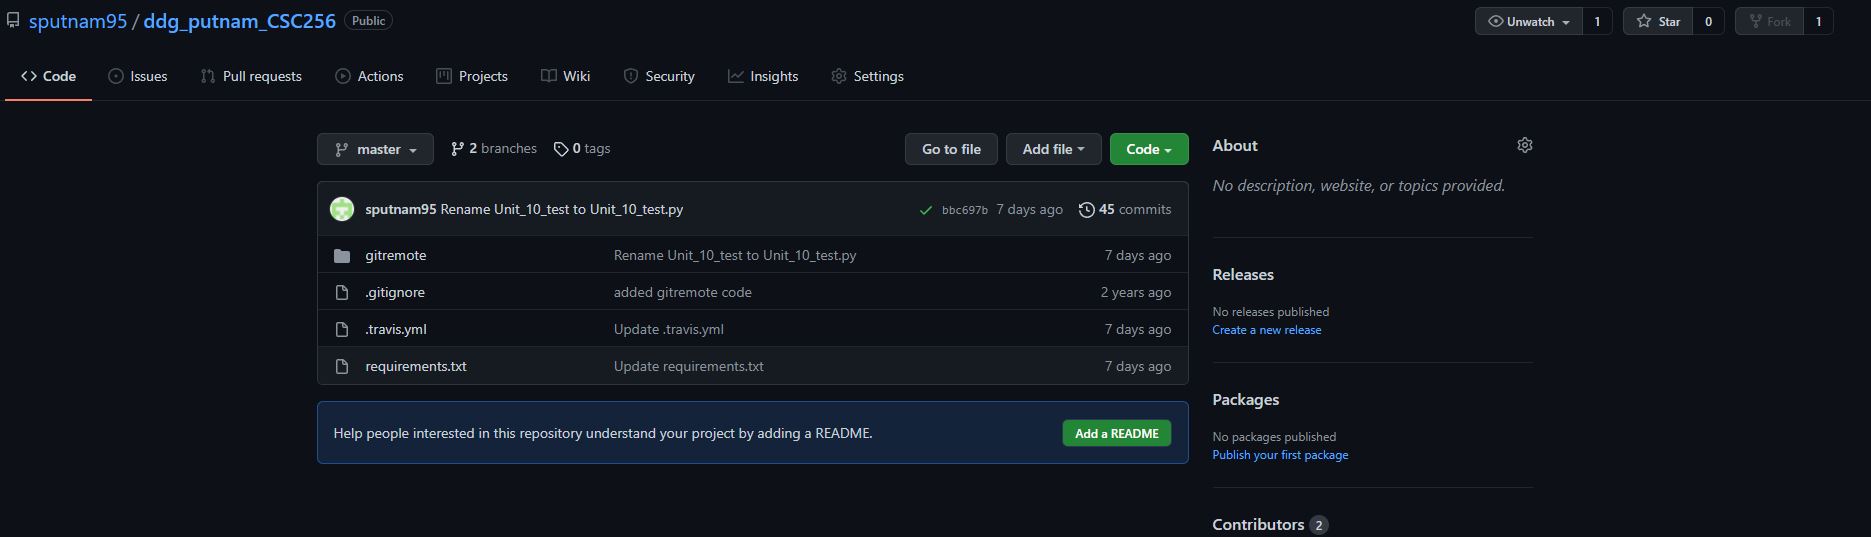 sputnam95 / ddg_putnam_CSC256 Public
Unwatch 1 Star 0 Fork 1
Code Issues Pull requests Actions Projects Wiki Security Insights Settings
master 2 branches 0 tags Go to file Add file Code
sputnam95 Rename Unit_10_test to Unit_10_test.py bbc697b 7 days ago 45 commits
gitremote Rename Unit_10_test to Unit_10_test.py 7 days ago
.gitignore added gitremote code 2 years ago
.travis.yml Update .travis.yml 7 days ago
requirements.txt Update requirements.txt 7 days ago
Help people interested in this repository understand your project by adding a README. Add a README
About
No description, website, or topics provided.
Releases
No releases published
Create a new release
Packages
No packages published
Publish your first package
Contributors 2